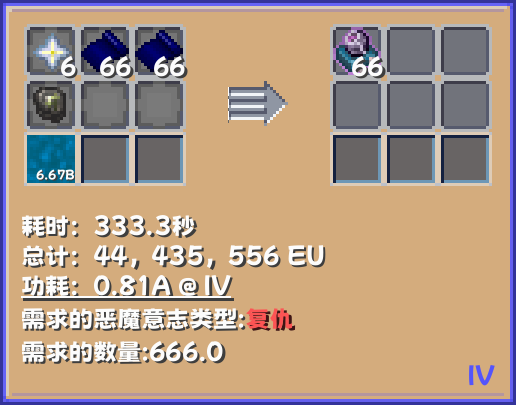 6 66 66 66
6.67B
耗时: 333.3秒
总计: 44, 435, 556 EU
功耗: 0.81A @ IV
需求的恶魔意志类型:复仇
需求的数量:666.0
IV